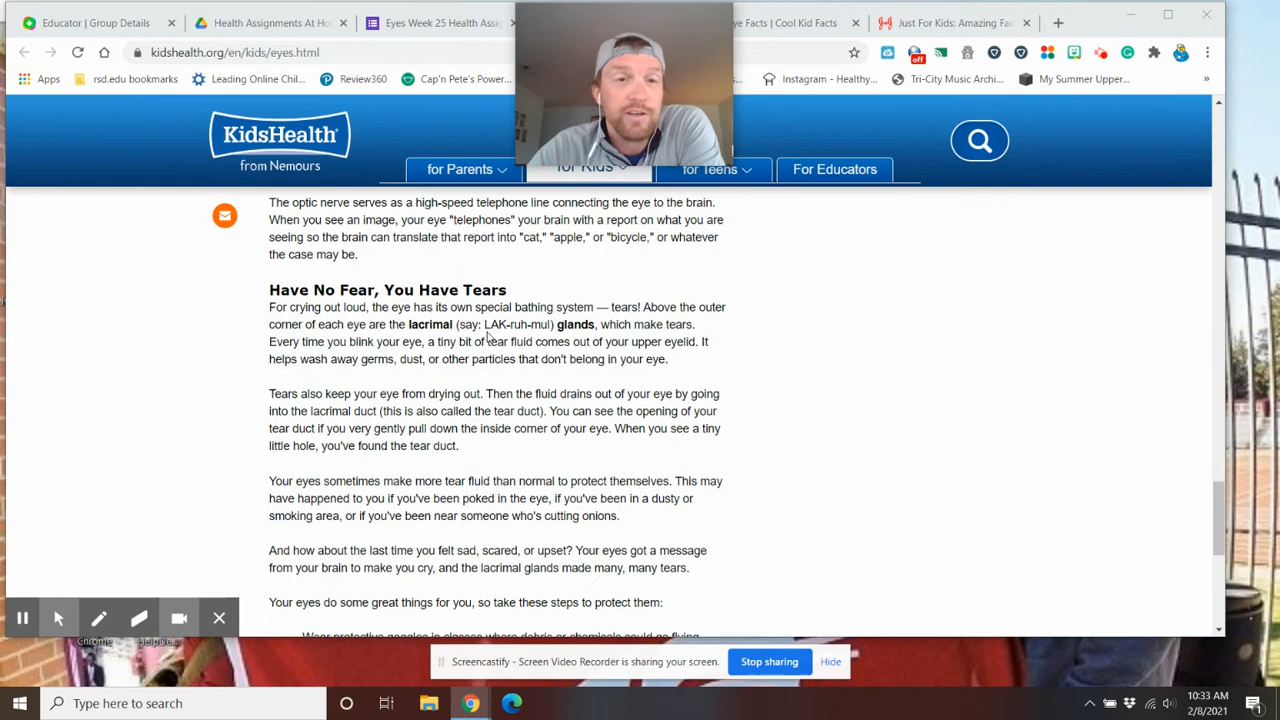 Educator | Group Details
Health Assignments At Ho
Eyes Week 25 Health Assig
ye Facts | Cool Kid Facts
Just For Kids: Amazing Fac
kidshealth.org/en/kids/eyes.html
off
Apps
rsd.edu bookmarks
Leading Online Chil...
Review360
Cap'n Pete's Power...
Instagram - Healthy...
Tri-City Music Archi...
My Summer Upper...
»
KidsHealth
from Nemours
for Parents
for Kids
for Teens
For Educators
The optic nerve serves as a high-speed telephone line connecting the eye to the brain.
When you see an image, your eye "telephones" your brain with a report on what you are
seeing so the brain can translate that report into "cat," "apple," or "bicycle," or whatever
the case may be.
Have No Fear, You Have Tears
For crying out loud, the eye has its own special bathing system — tears! Above the outer
corner of each eye are the lacrimal (say: LAK-ruh-mul) glands, which make tears.
Every time you blink your eye, a tiny bit of tear fluid comes out of your upper eyelid. It
helps wash away germs, dust, or other particles that don't belong in your eye.
Tears also keep your eye from drying out. Then the fluid drains out of your eye by going
into the lacrimal duct (this is also called the tear duct). You can see the opening of your
tear duct if you very gently pull down the inside corner of your eye. When you see a tiny
little hole, you've found the tear duct.
Your eyes sometimes make more tear fluid than normal to protect themselves. This may
have happened to you if you've been poked in the eye, if you've been in a dusty or
smoking area, or if you've been near someone who's cutting onions.
And how about the last time you felt sad, scared, or upset? Your eyes got a message
from your brain to make you cry, and the lacrimal glands made many, many tears.
Your eyes do some great things for you, so take these steps to protect them:
Wear protective goggles in classes where debris or chemicals could go flying,
Chrome
HelpDe...
Screencastify - Screen Video Recorder is sharing your screen.
Stop sharing
Hide
Type here to search
10:33 AM
2/8/2021
1